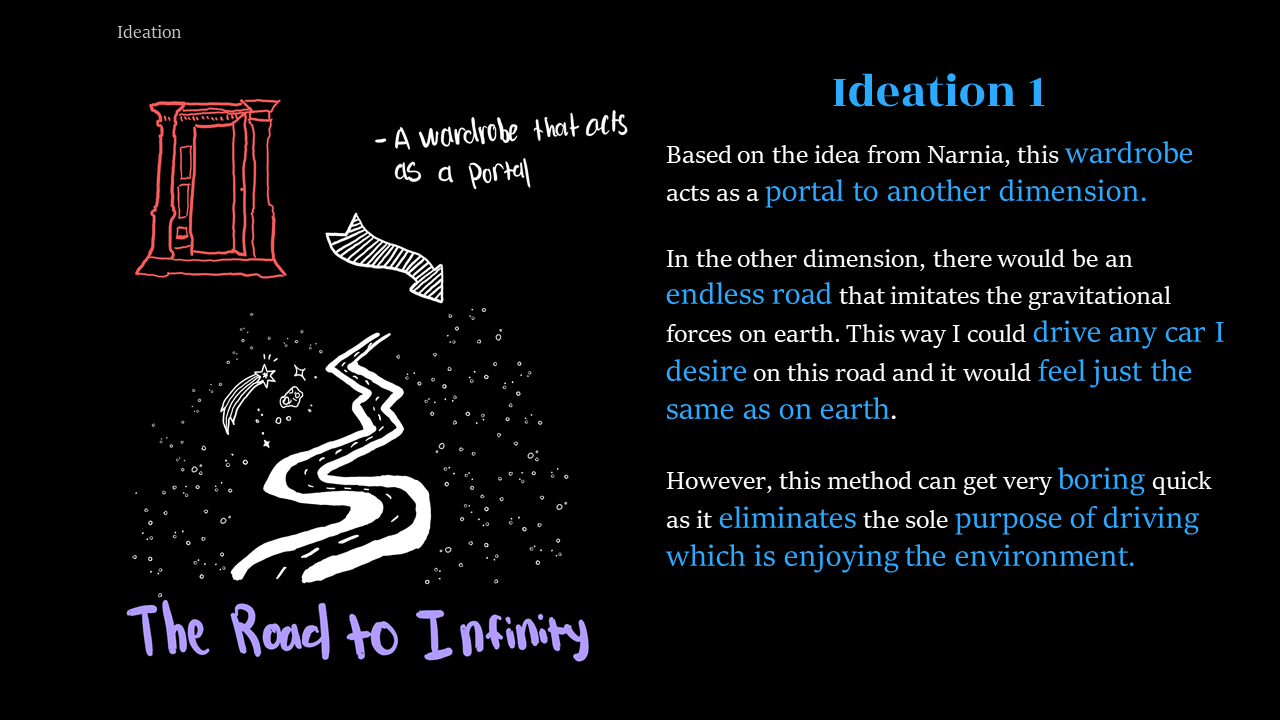 Ideation
- A wardrobe that acts
as a portal
The Road to Infinity
Ideation 1
Based on the idea from Narnia, this wardrobe
acts as a portal to another dimension.
In the other dimension, there would be an
endless road that imitates the gravitational
forces on earth. This way I could drive any car I
desire on this road and it would feel just the
same as on earth.
However, this method can get very boring quick
as it eliminates the sole purpose of driving
which is enjoying the environment.